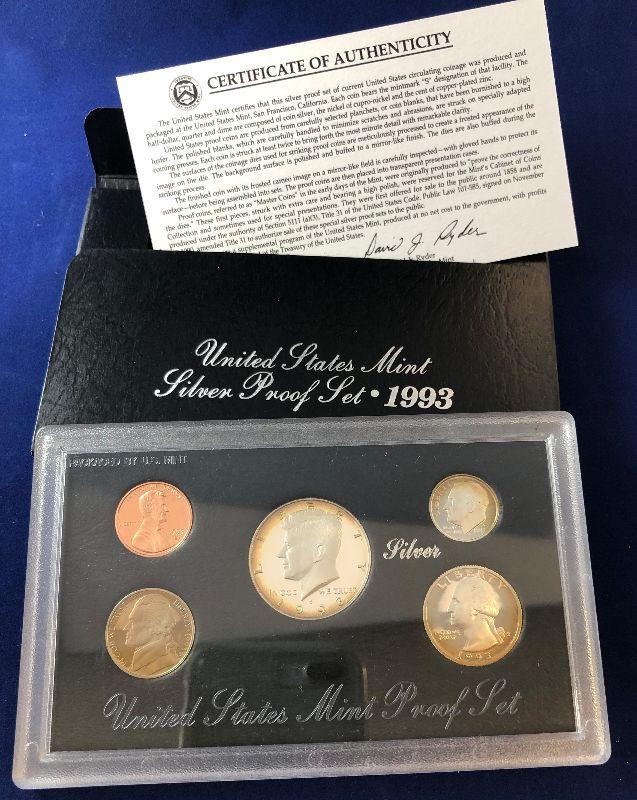 CERTIFICATE OF AUTHENTICITY
The United States Mint certifies that this silver proof set of current United States circulating coinage was produced and
packaged at the United States Mint, San Francisco, California. Each coin bears the mintmark "S" designation of that facility. The
half-dollar, quarter and dime are composed of coin silver, the nickel of cupro-nickel and the cent of copper-plated zinc.
United States proof coins are produced from carefully selected planchets, or coin blanks, that have been burnished to a high
luster. The polished blanks, which are carefully handled to minimize scratches and abrasions, are struck on specially adapted
coining presses. Each coin is struck at least twice to bring forth the most minute detail with remarkable clarity.
The surfaces of the coinage dies used for striking proof coins are meticulously processed to create a frosted appearance of the
image on the die. The background surface is polished and buffed to a mirror-like finish. The dies are also buffed during the
striking process.
The finished coin with its frosted cameo image on a mirror-like field is carefully inspected—with gloved hands to protect its
surface—before being assembled into sets. The proof coins are then placed into transparent presentation cases.
Proof coins, referred to as "Master Coins" in the early days of the Mint, were originally produced to "prove the correctness of
the dies." These first pieces, struck with extra care and bearing a high polish, were reserved for the Mint's Cabinet of Coins
Collection and sometimes used for special presentations. They were first offered for sale to the public around 1858 and are
produced under the authority of Section 5111 (a)(3), Title 31 of the United States Code. Public Law 101-585, signed on November
1990, amended Title 31 to authorize sale of these special silver proof sets to the public.
a supplemental program of the United States Mint, produced at no net cost to the government, with profits
of the Treasury of the United States.
David J. Ryder
Ryder
Mint
United States Mint
Silver Proof Set • 1993
PACKAGED BY U.S. MINT
LIBERTY
IN GOD WE TRUST
1993
Silver
LIBERTY
1993
United States Mint Proof Set